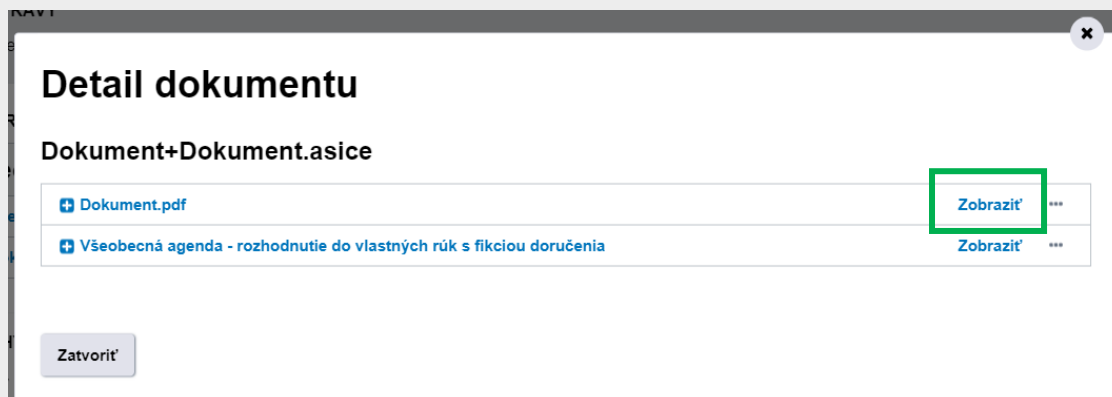 Detail dokumentu
Dokument+Dokument.asice
Dokument.pdf Zobraziť
Všeobecná agenda - rozhodnutie do vlastných rúk s fikciou doručenia Zobraziť
Zatvoriť